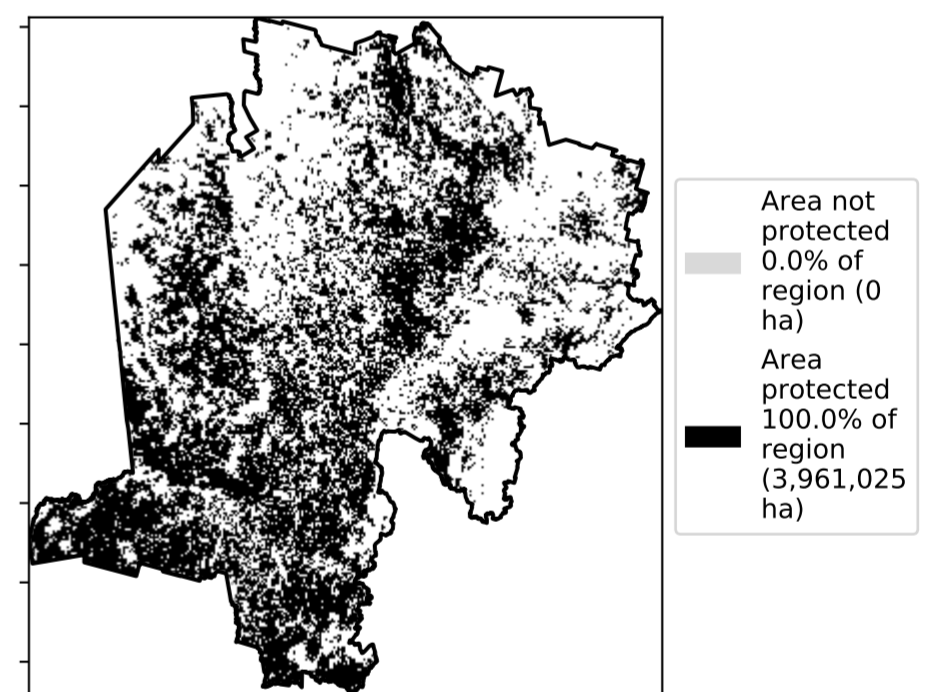 Area not
protected
0.0% of
region (0
ha)
Area
protected
100.0% of
region
(3,961,025
ha)